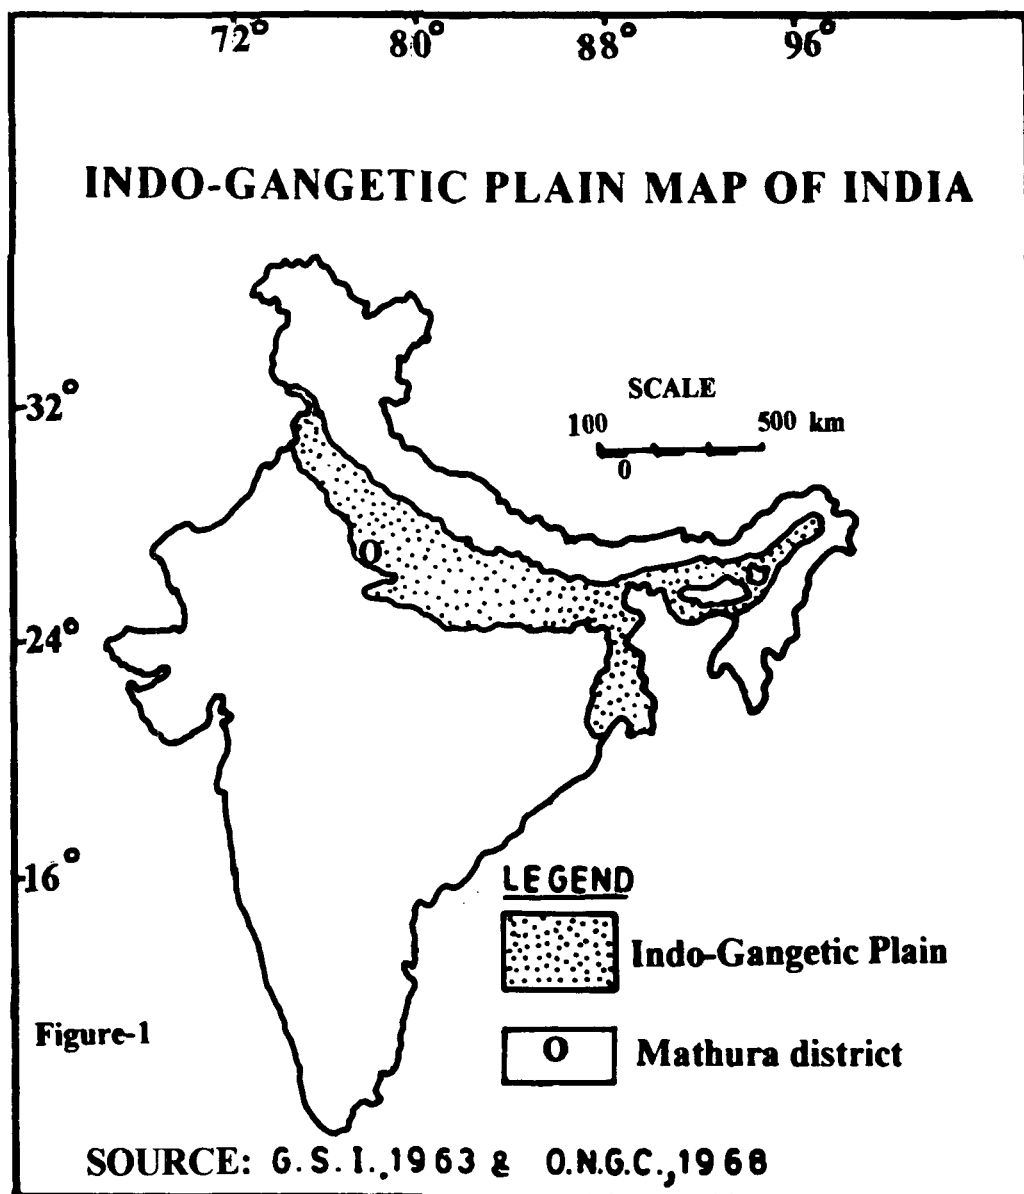 72° 80° 88° 96°
INDO-GANGETIC PLAIN MAP OF INDIA
32°
SCALE
100 500 km
0
24°
16°
LEGEND
Indo-Gangetic Plain
Figure-1
O Mathura district
O
SOURCE: G.S.I.,1963 & O.N.G.C.,1968